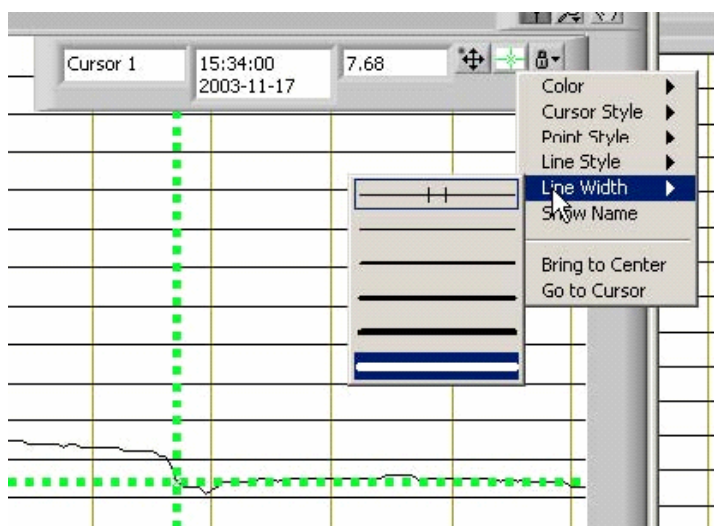 Cursor 1
15:34:00
2003-11-17
7.68
Color
Cursor Style
Point Style
Line Style
Line Width
Show Name
Bring to Center
Go to Cursor